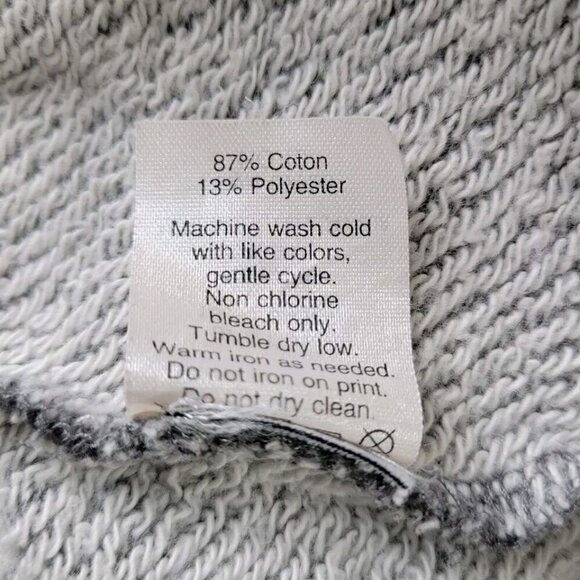 87% Coton
13% Polyester
Machine wash cold
with like colors,
gentle cycle.
Non chlorine
bleach only.
Tumble dry low.
Warm iron as needed.
Do not iron on print.
Do not dry clean.